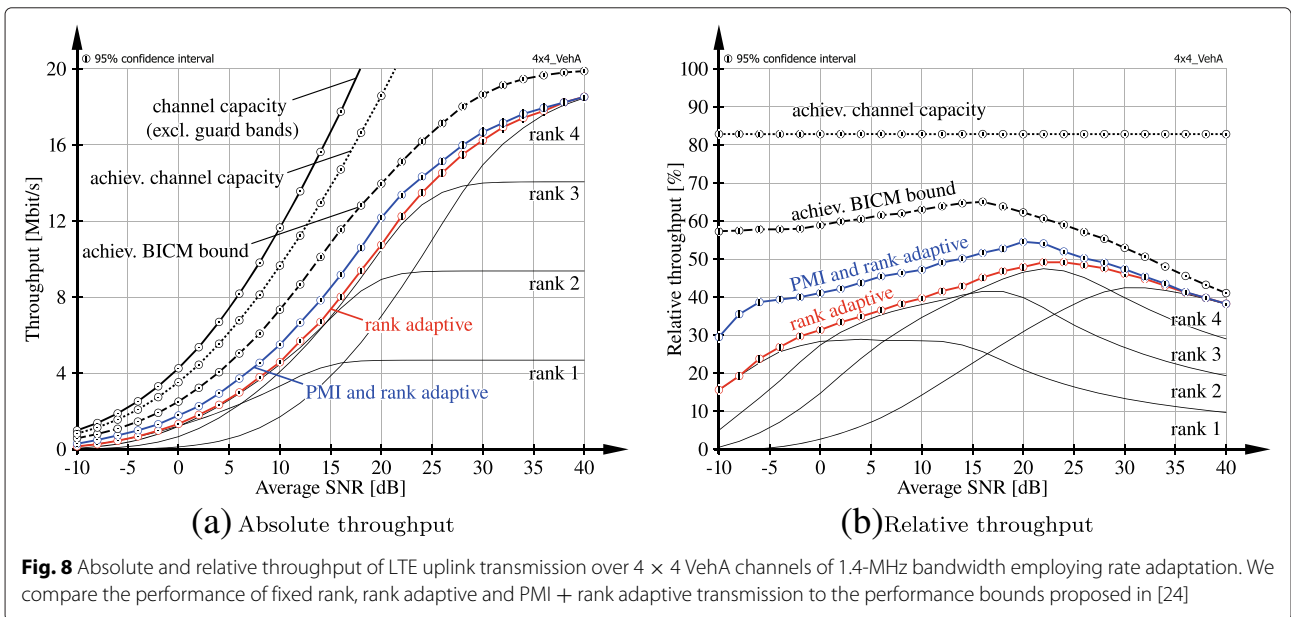 95% confidence interval
4x4_VehA
20
16
12
8
4
0
Throughput [Mbit/s]
channel capacity
(excl. guard bands)
achiev. channel capacity
achiev. BICM bound
rank 4
rank 3
rank 2
rank adaptive
rank 1
PMI and rank adaptive
-10 -5 0 5 10 15 20 25 30 35 40
Average SNR [dB]
(a) Absolute throughput
95% confidence interval
4x4_VehA
100
90
80
70
60
50
40
30
20
10
0
Relative throughput [%]
achiev. channel capacity
achiev. BICM bound
PMI and rank adaptive
rank adaptive
rank 4
rank 3
rank 2
rank 1
-10 -5 0 5 10 15 20 25 30 35 40
Average SNR [dB]
(b) Relative throughput
Fig. 8 Absolute and relative throughput of LTE uplink transmission over 4 × 4 VehA channels of 1.4-MHz bandwidth employing rate adaptation. We
compare the performance of fixed rank, rank adaptive and PMI + rank adaptive transmission to the performance bounds proposed in [24]